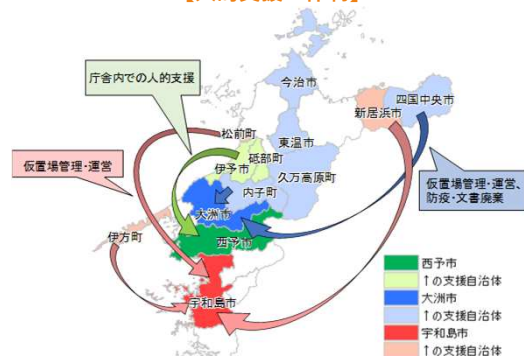 庁舎内での人的支援
今治市
四国中央市
新居浜市
松前町
東温市
砥部町
伊予市
仮置場管理・運営
久万高原町
内子町
仮置場管理・運営、
防疫・文書廃棄
大洲市
伊方町
西予市
宇和島市
西予市
↑の支援自治体
大洲市
↑の支援自治体
宇和島市
↑の支援自治体